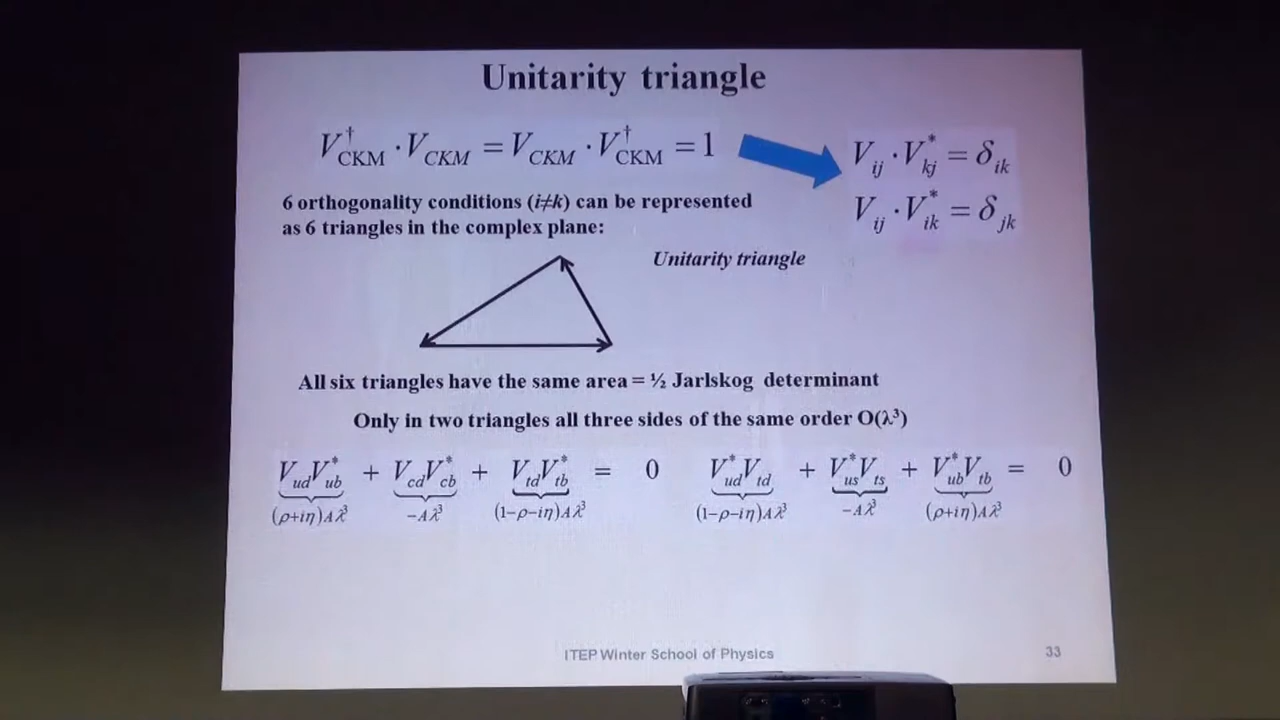 Unitarity triangle
V†CKM · VCKM = VCKM · V†CKM = 1
Vij · V*kj = δik
Vij · V*ik = δjk
6 orthogonality conditions (i≠k) can be represented
as 6 triangles in the complex plane:
Unitarity triangle
All six triangles have the same area = ½ Jarlskog determinant
Only in two triangles all three sides of the same order O(λ³)
VudV*ub + VcdV*cb + VtdV*tb = 0
(ρ+iη)Aλ³ −Aλ³ (1−ρ−iη)Aλ³
V*udVtd + V*usVts + V*ubVtb = 0
(1−ρ−iη)Aλ³ −Aλ³ (ρ+iη)Aλ³
ITEP Winter School of Physics
33